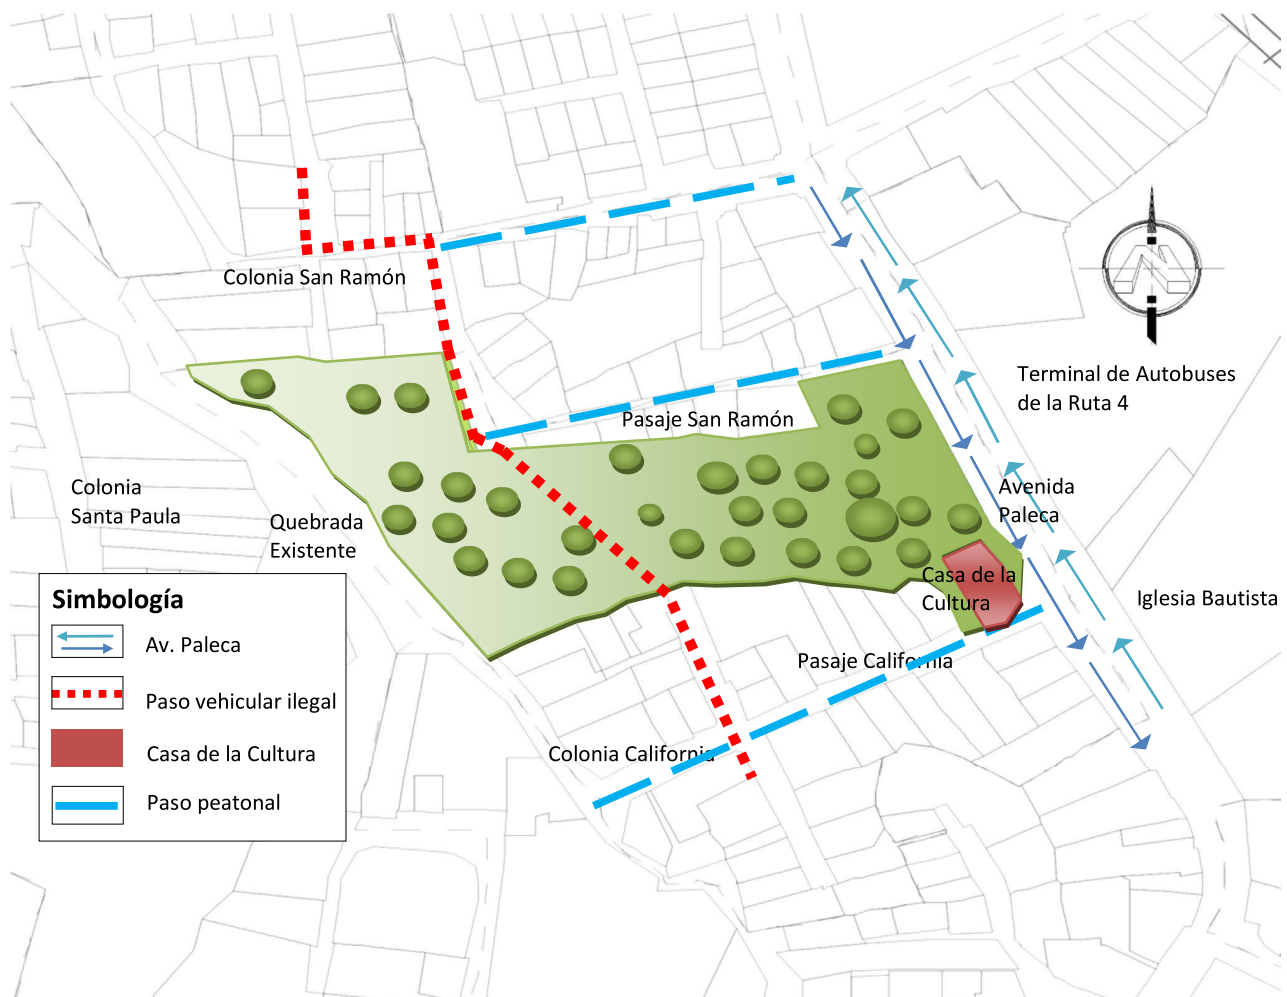 Colonia San Ramón
Terminal de Autobuses
de la Ruta 4
Pasaje San Ramón
Colonia
Santa Paula
Avenida
Paleca
Quebrada
Existente
Casa de la
Cultura
Iglesia Bautista
Pasaje California
Colonia California
Simbología
Av. Paleca
Paso vehicular ilegal
Casa de la Cultura
Paso peatonal